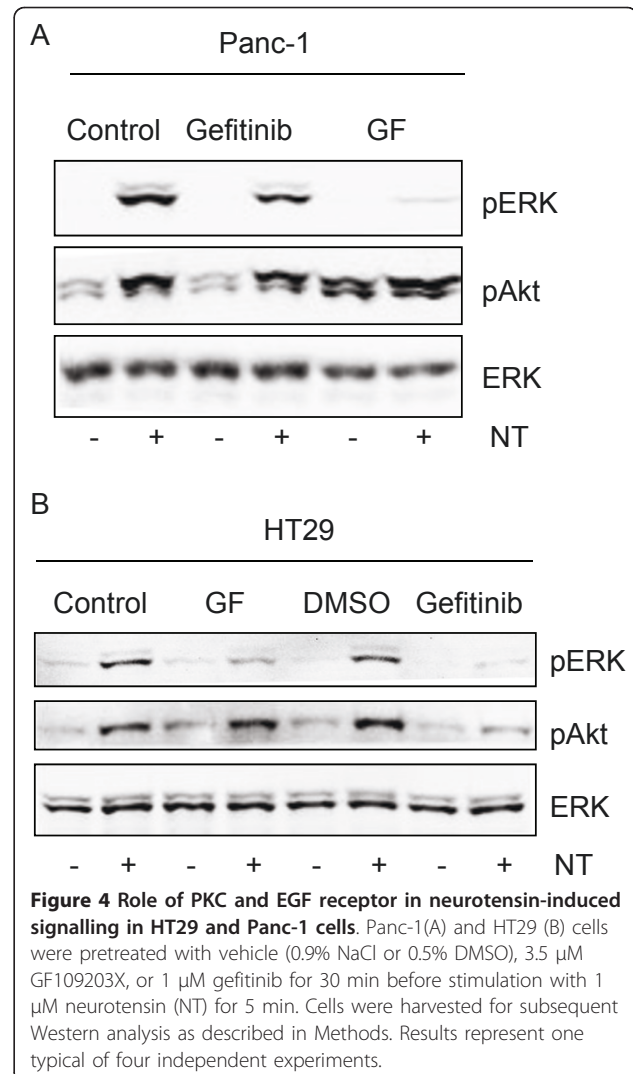 A
Panc-1
Control Gefitinib GF
pERK
pAkt
ERK
- + - + - + NT
B
HT29
Control GF DMSO Gefitinib
pERK
pAkt
ERK
- + - + - + - + NT
Figure 4 Role of PKC and EGF receptor in neurotensin-induced
signalling in HT29 and Panc-1 cells. Panc-1(A) and HT29 (B) cells
were pretreated with vehicle (0.9% NaCl or 0.5% DMSO), 3.5 μM
GF109203X, or 1 μM gefitinib for 30 min before stimulation with 1
μM neurotensin (NT) for 5 min. Cells were harvested for subsequent
Western analysis as described in Methods. Results represent one
typical of four independent experiments.